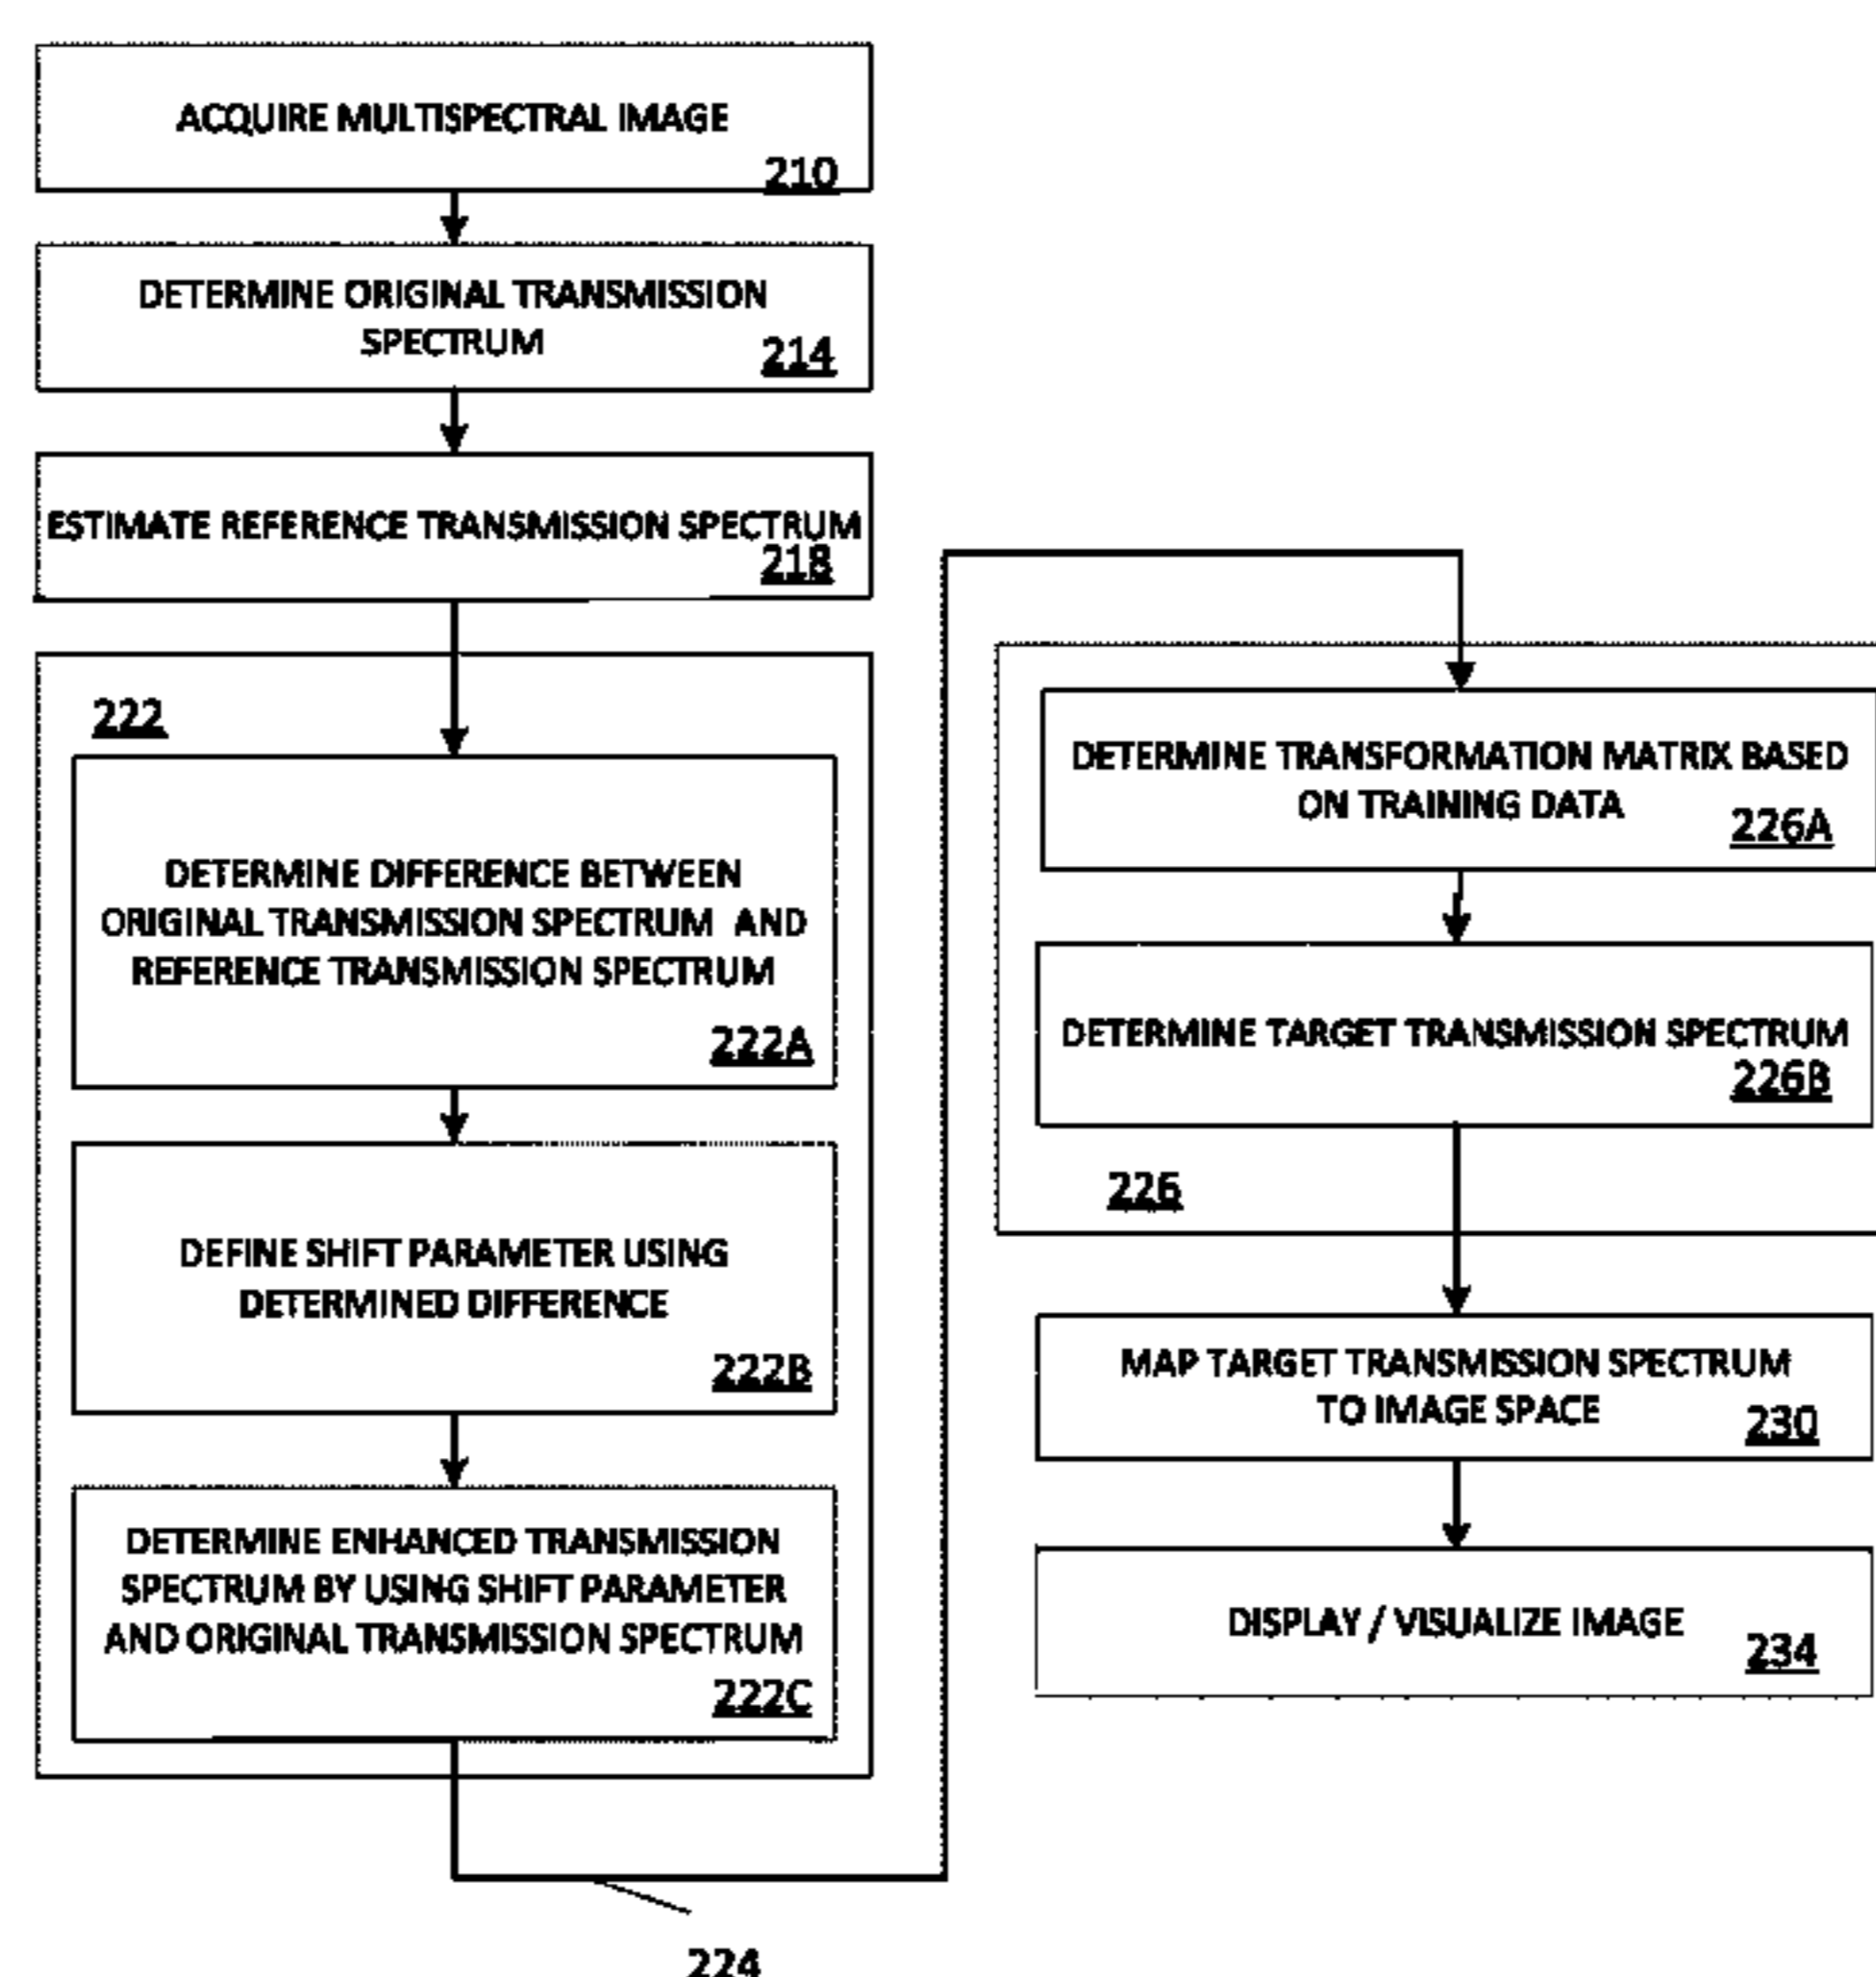 ACQUIRE MULTISPECTRAL IMAGE
210
DETERMINE ORIGINAL TRANSMISSION
SPECTRUM
214
ESTIMATE REFERENCE TRANSMISSION SPECTRUM
218
222
DETERMINE DIFFERENCE BETWEEN
ORIGINAL TRANSMISSION SPECTRUM AND
REFERENCE TRANSMISSION SPECTRUM
222A
DEFINE SHIFT PARAMETER USING
DETERMINED DIFFERENCE
222B
DETERMINE ENHANCED TRANSMISSION
SPECTRUM BY USING SHIFT PARAMETER
AND ORIGINAL TRANSMISSION SPECTRUM
222C
224
DETERMINE TRANSFORMATION MATRIX BASED
ON TRAINING DATA
226A
DETERMINE TARGET TRANSMISSION SPECTRUM
226B
226
MAP TARGET TRANSMISSION SPECTRUM
TO IMAGE SPACE
230
DISPLAY / VISUALIZE IMAGE
234